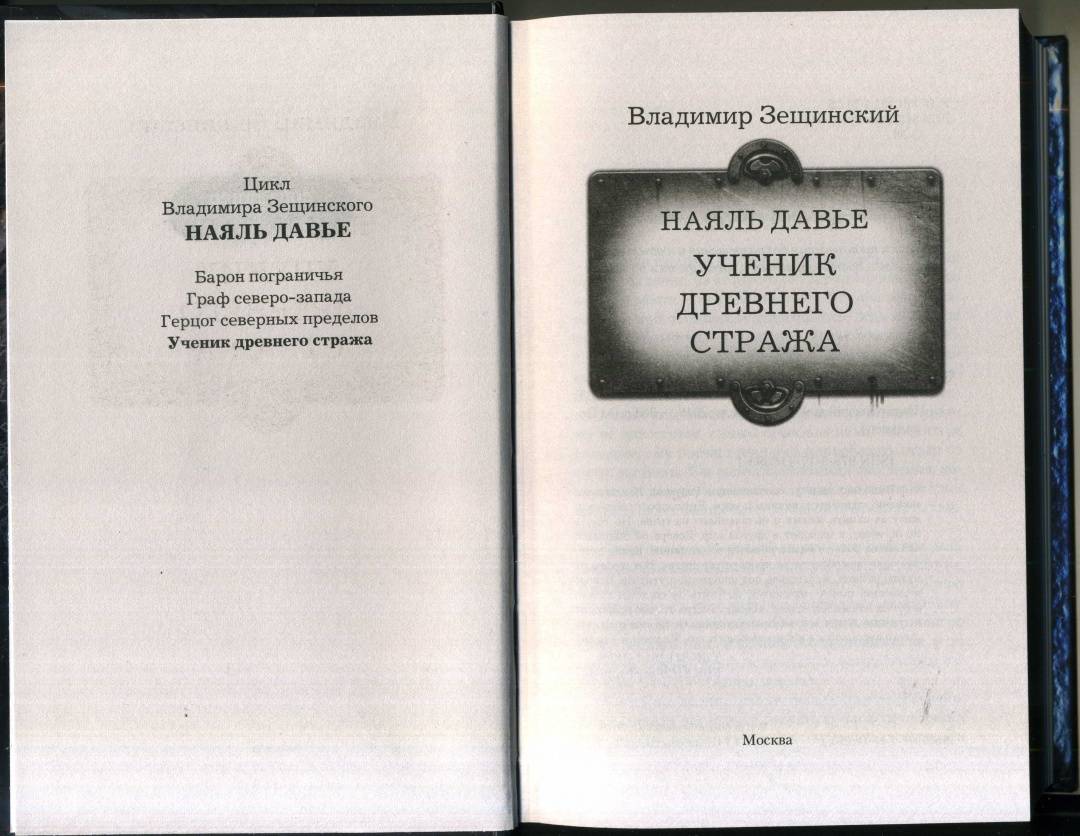 Цикл
Владимира Зещинского
НАЯЛЬ ДАВЬЕ
Барон пограничья
Граф северо-запада
Герцог северных пределов
Ученик древнего стража
Владимир Зещинский
НАЯЛЬ ДАВЬЕ
УЧЕНИК
ДРЕВНЕГО
СТРАЖА
Москва